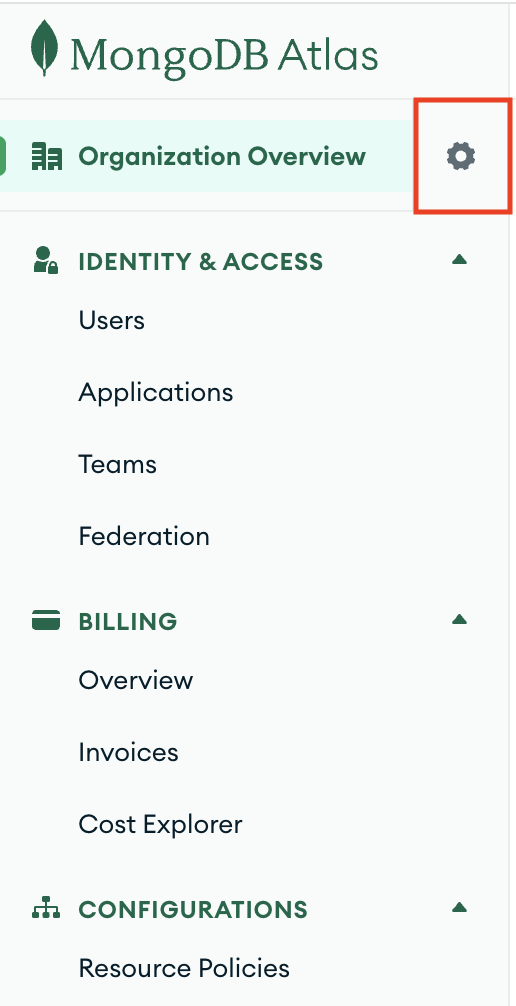 MongoDB Atlas
Organization Overview
IDENTITY & ACCESS
Users
Applications
Teams
Federation
BILLING
Overview
Invoices
Cost Explorer
CONFIGURATIONS
Resource Policies